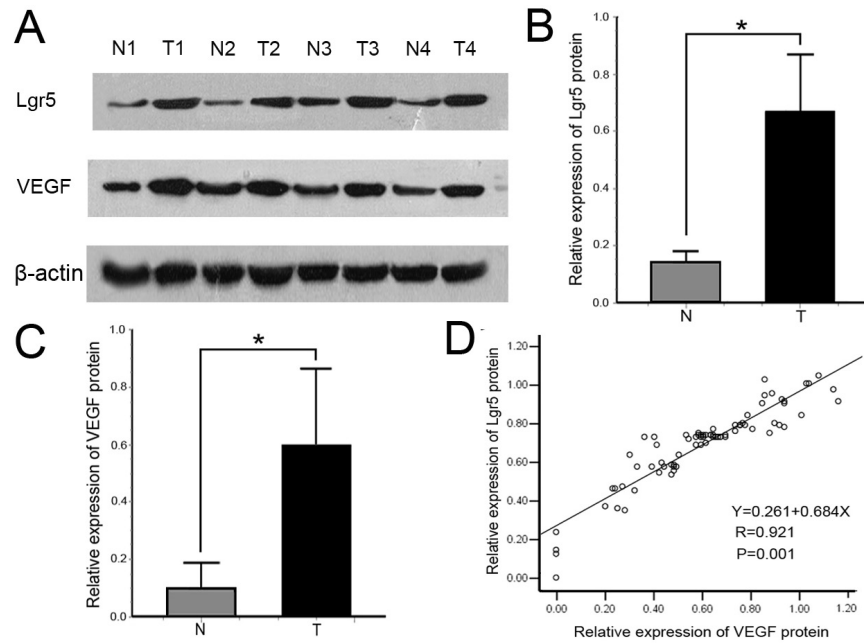 A
N1 T1 N2 T2 N3 T3 N4 T4
Lgr5
VEGF
β-actin
B
Relative expression of Lgr5 protein
1.0
0.8
0.6
0.4
0.2
0.0
*
N T
C
Relative expression of VEGF protein
1.0
0.8
0.6
0.4
0.2
0.0
*
N T
D
Relative expression of Lgr5 protein
1.20
1.00
0.80
0.60
0.40
0.20
0.00
Y=0.261+0.684X
R=0.921
P=0.001
0.00 0.20 0.40 0.60 0.80 1.00 1.20
Relative expression of VEGF protein